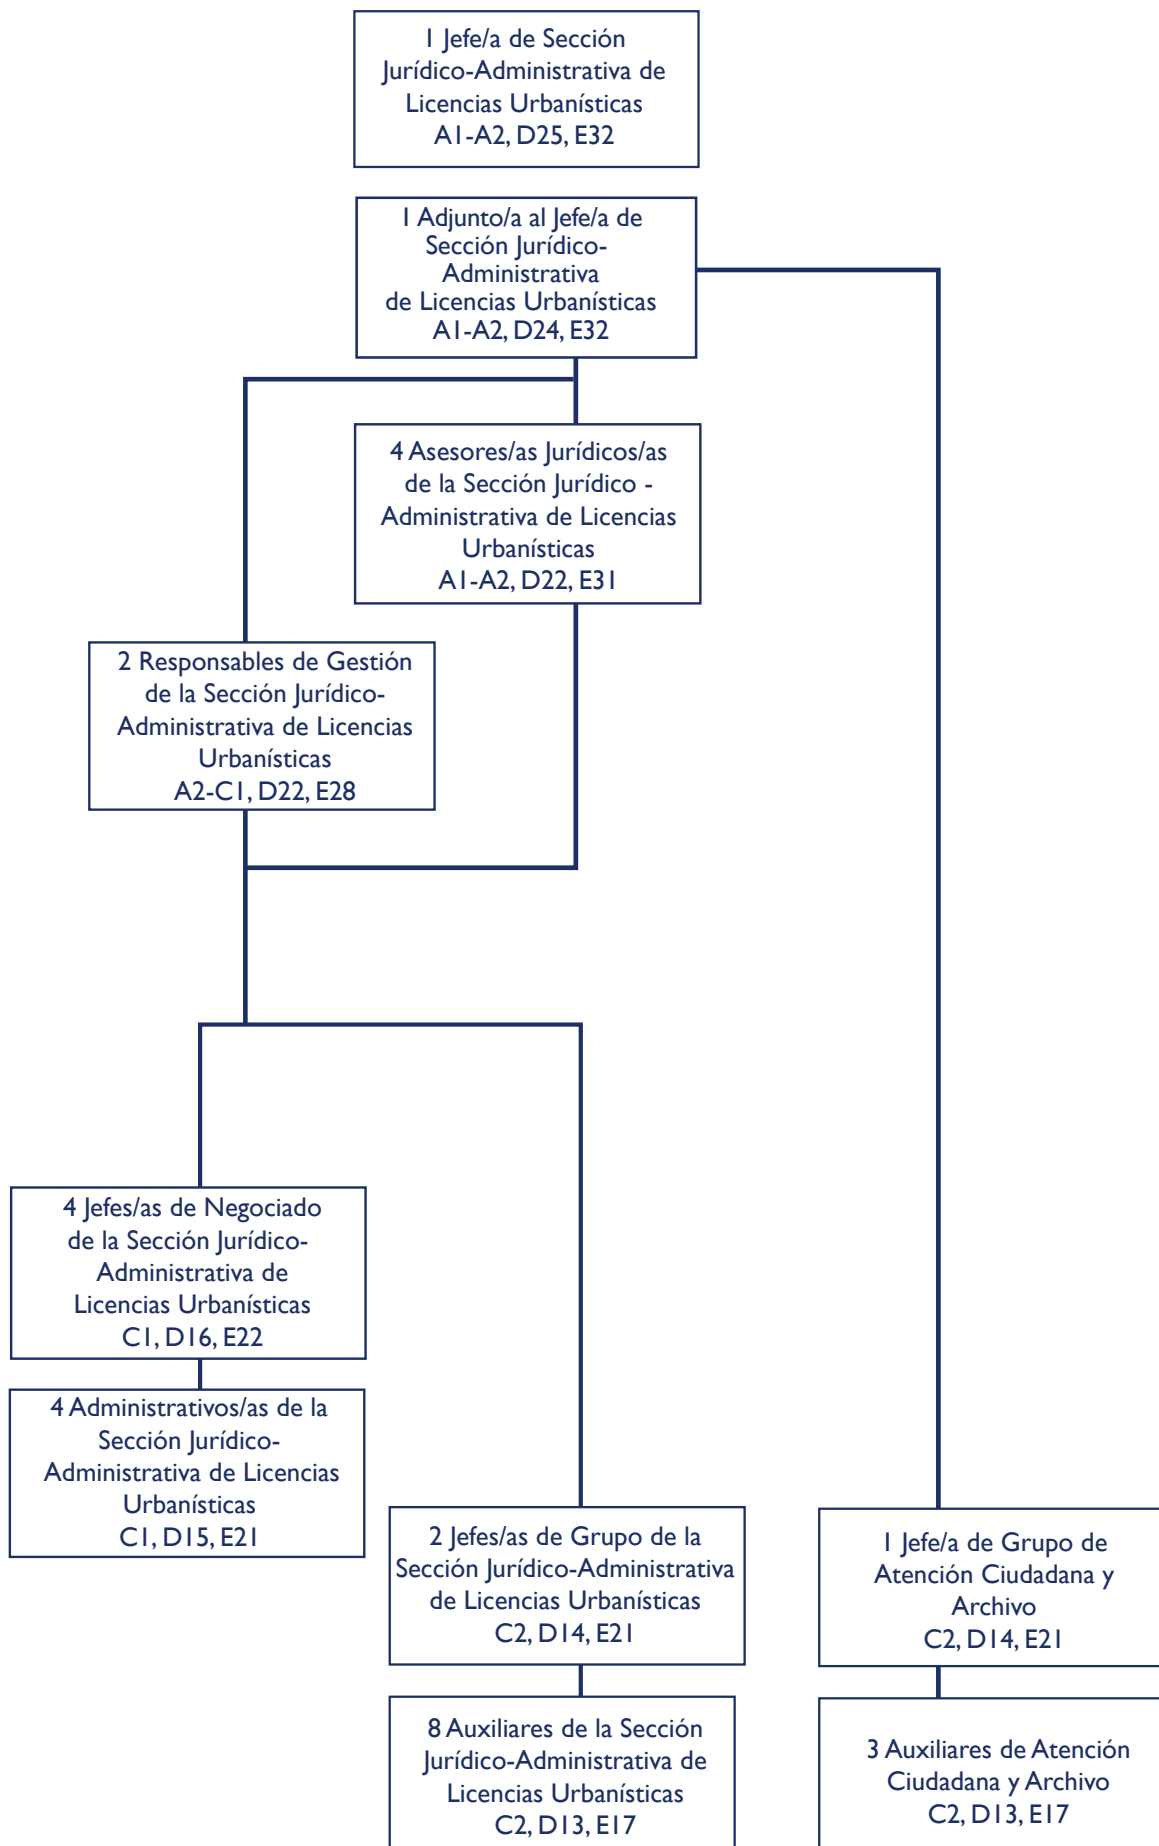 1 Jefe/a de Sección
Jurídico-Administrativa de
Licencias Urbanísticas
A1-A2, D25, E32
1 Adjunto/a al Jefe/a de
Sección Jurídico-
Administrativa
de Licencias Urbanísticas
A1-A2, D24, E32
4 Asesores/as Jurídicos/as
de la Sección Jurídico -
Administrativa de Licencias
Urbanísticas
A1-A2, D22, E31
2 Responsables de Gestión
de la Sección Jurídico-
Administrativa de Licencias
Urbanísticas
A2-C1, D22, E28
4 Jefes/as de Negociado
de la Sección Jurídico-
Administrativa de
Licencias Urbanísticas
C1, D16, E22
4 Administrativos/as de la
Sección Jurídico-
Administrativa de Licencias
Urbanísticas
C1, D15, E21
2 Jefes/as de Grupo de la
Sección Jurídico-Administrativa
de Licencias Urbanísticas
C2, D14, E21
1 Jefe/a de Grupo de
Atención Ciudadana y
Archivo
C2, D14, E21
8 Auxiliares de la Sección
Jurídico-Administrativa de
Licencias Urbanísticas
C2, D13, E17
3 Auxiliares de Atención
Ciudadana y Archivo
C2, D13, E17